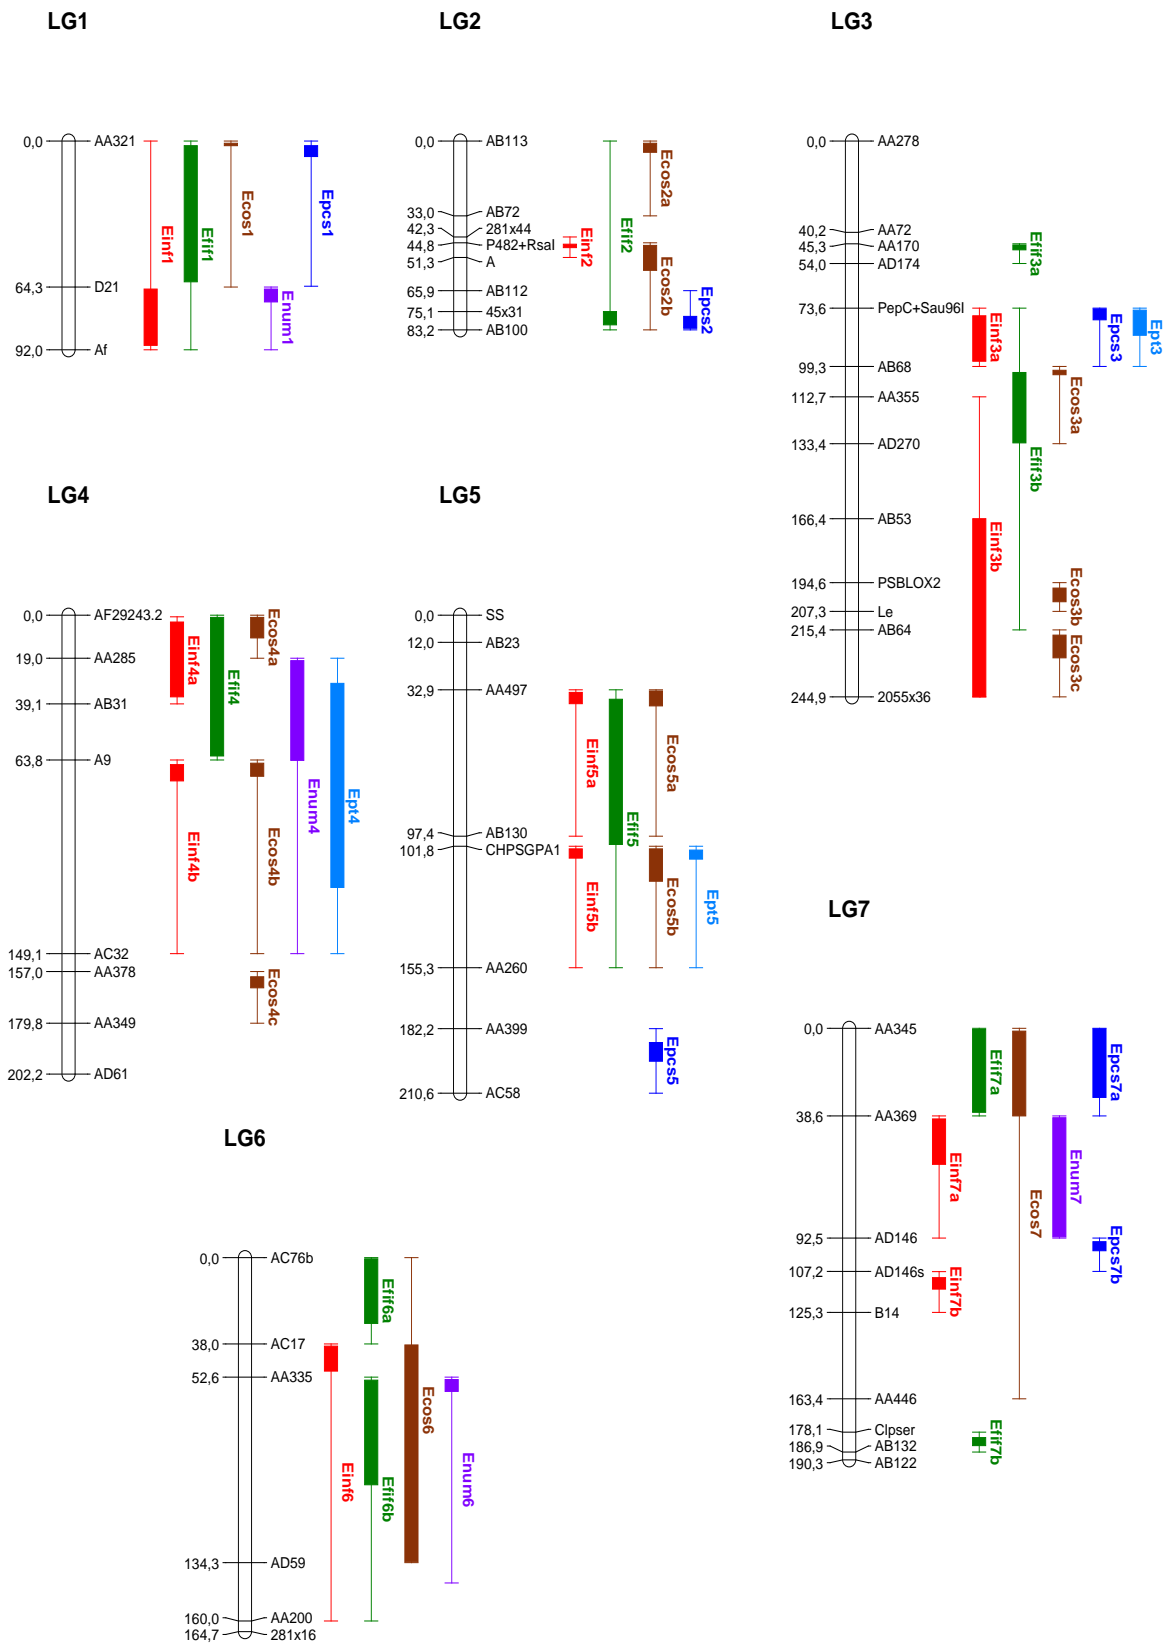 LG1
0,0 AA321
64,3 D21
92,0 Af
Einf1
Efif1
Ecos1
Enum1
Epcs1
LG2
0,0 AB113
33,0 AB72
42,3 281x44
44,8 P482+RsaI
51,3 A
65,9 AB112
75,1 45x31
83,2 AB100
Einf2
Efif2
Ecos2a
Ecos2b
Epcs2
LG3
0,0 AA278
40,2 AA72
45,3 AA170
54,0 AD174
73,6 PepC+Sau96I
99,3 AB68
112,7 AA355
133,4 AD270
166,4 AB53
194,6 PSBLOX2
207,3 Le
215,4 AB64
244,9 2055x36
Einf3a
Einf3b
Efif3a
Efif3b
Ecos3a
Ecos3b
Ecos3c
Epcs3
Ept3
LG4
0,0 AF29243.2
19,0 AA285
39,1 AB31
63,8 A9
149,1 AC32
157,0 AA378
179,8 AA349
202,2 AD61
Einf4a
Einf4b
Efif4
Ecos4a
Ecos4b
Ecos4c
Enum4
Ept4
LG5
0,0 SS
12,0 AB23
32,9 AA497
97,4 AB130
101,8 CHPSGPA1
155,3 AA260
182,2 AA399
210,6 AC58
Einf5a
Einf5b
Efif5
Ecos5a
Ecos5b
Epcs5
Ept5
LG6
0,0 AC76b
38,0 AC17
52,6 AA335
134,3 AD59
160,0 AA200
164,7 281x16
Einf6
Efif6a
Efif6b
Ecos6
Enum6
LG7
0,0 AA345
38,6 AA369
92,5 AD146
107,2 AD146s
125,3 B14
163,4 AA446
178,1 Clpser
186,9 AB132
190,3 AB122
Einf7a
Einf7b
Efif7a
Efif7b
Ecos7
Enum7
Epcs7a
Epcs7b